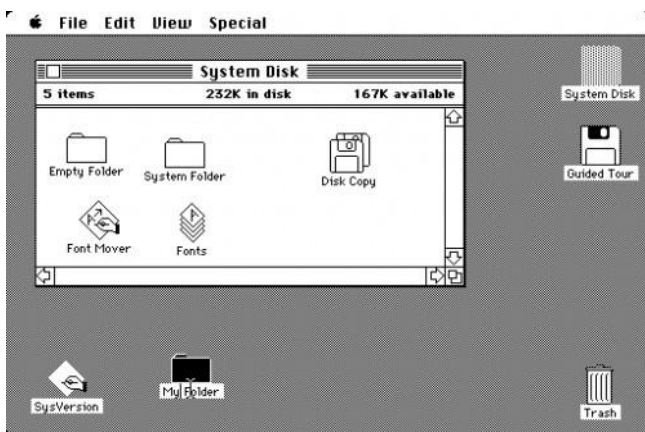 File Edit View Special
System Disk
5 items 232K in disk 167K available
System Disk
Empty Folder System Folder Disk Copy
Guided Tour
Font Mover Fonts
My Folder
SysVersion
Trash